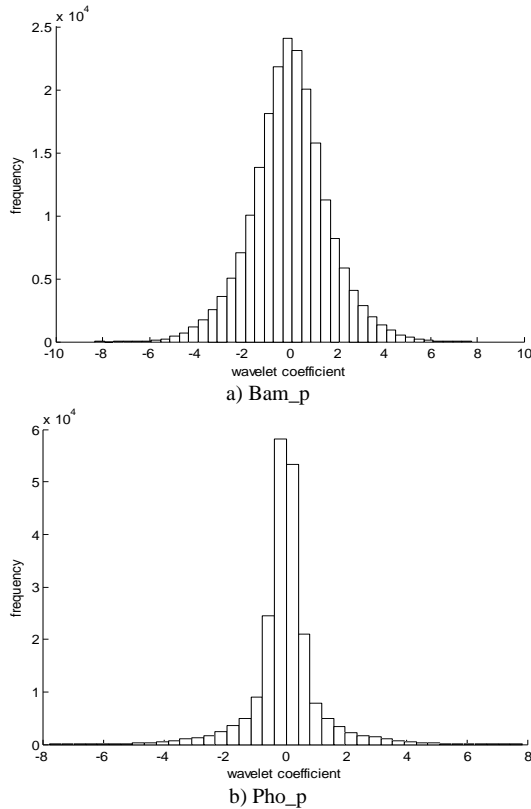 x 10^4
2.5
2
1.5
1
0.5
0
frequency
-10 -8 -6 -4 -2 0 2 4 6 8 10
wavelet coefficient
a) Bam_p
x 10^4
6
5
4
3
2
1
0
frequency
-8 -6 -4 -2 0 2 4 6 8
wavelet coefficient
b) Pho_p